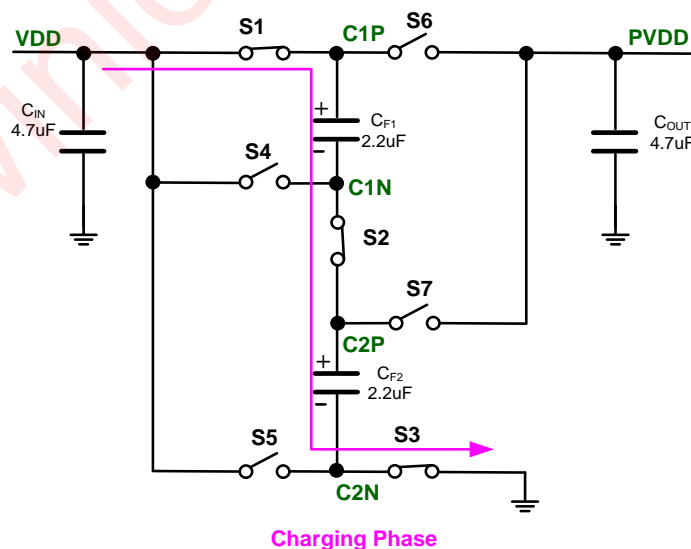 VDD
S1
C1P
S6
PVDD
CIN
4.7uF
+
CF1
2.2uF
-
COUT
4.7uF
S4
C1N
S2
S7
C2P
+
CF2
2.2uF
-
S5
S3
C2N
Charging Phase